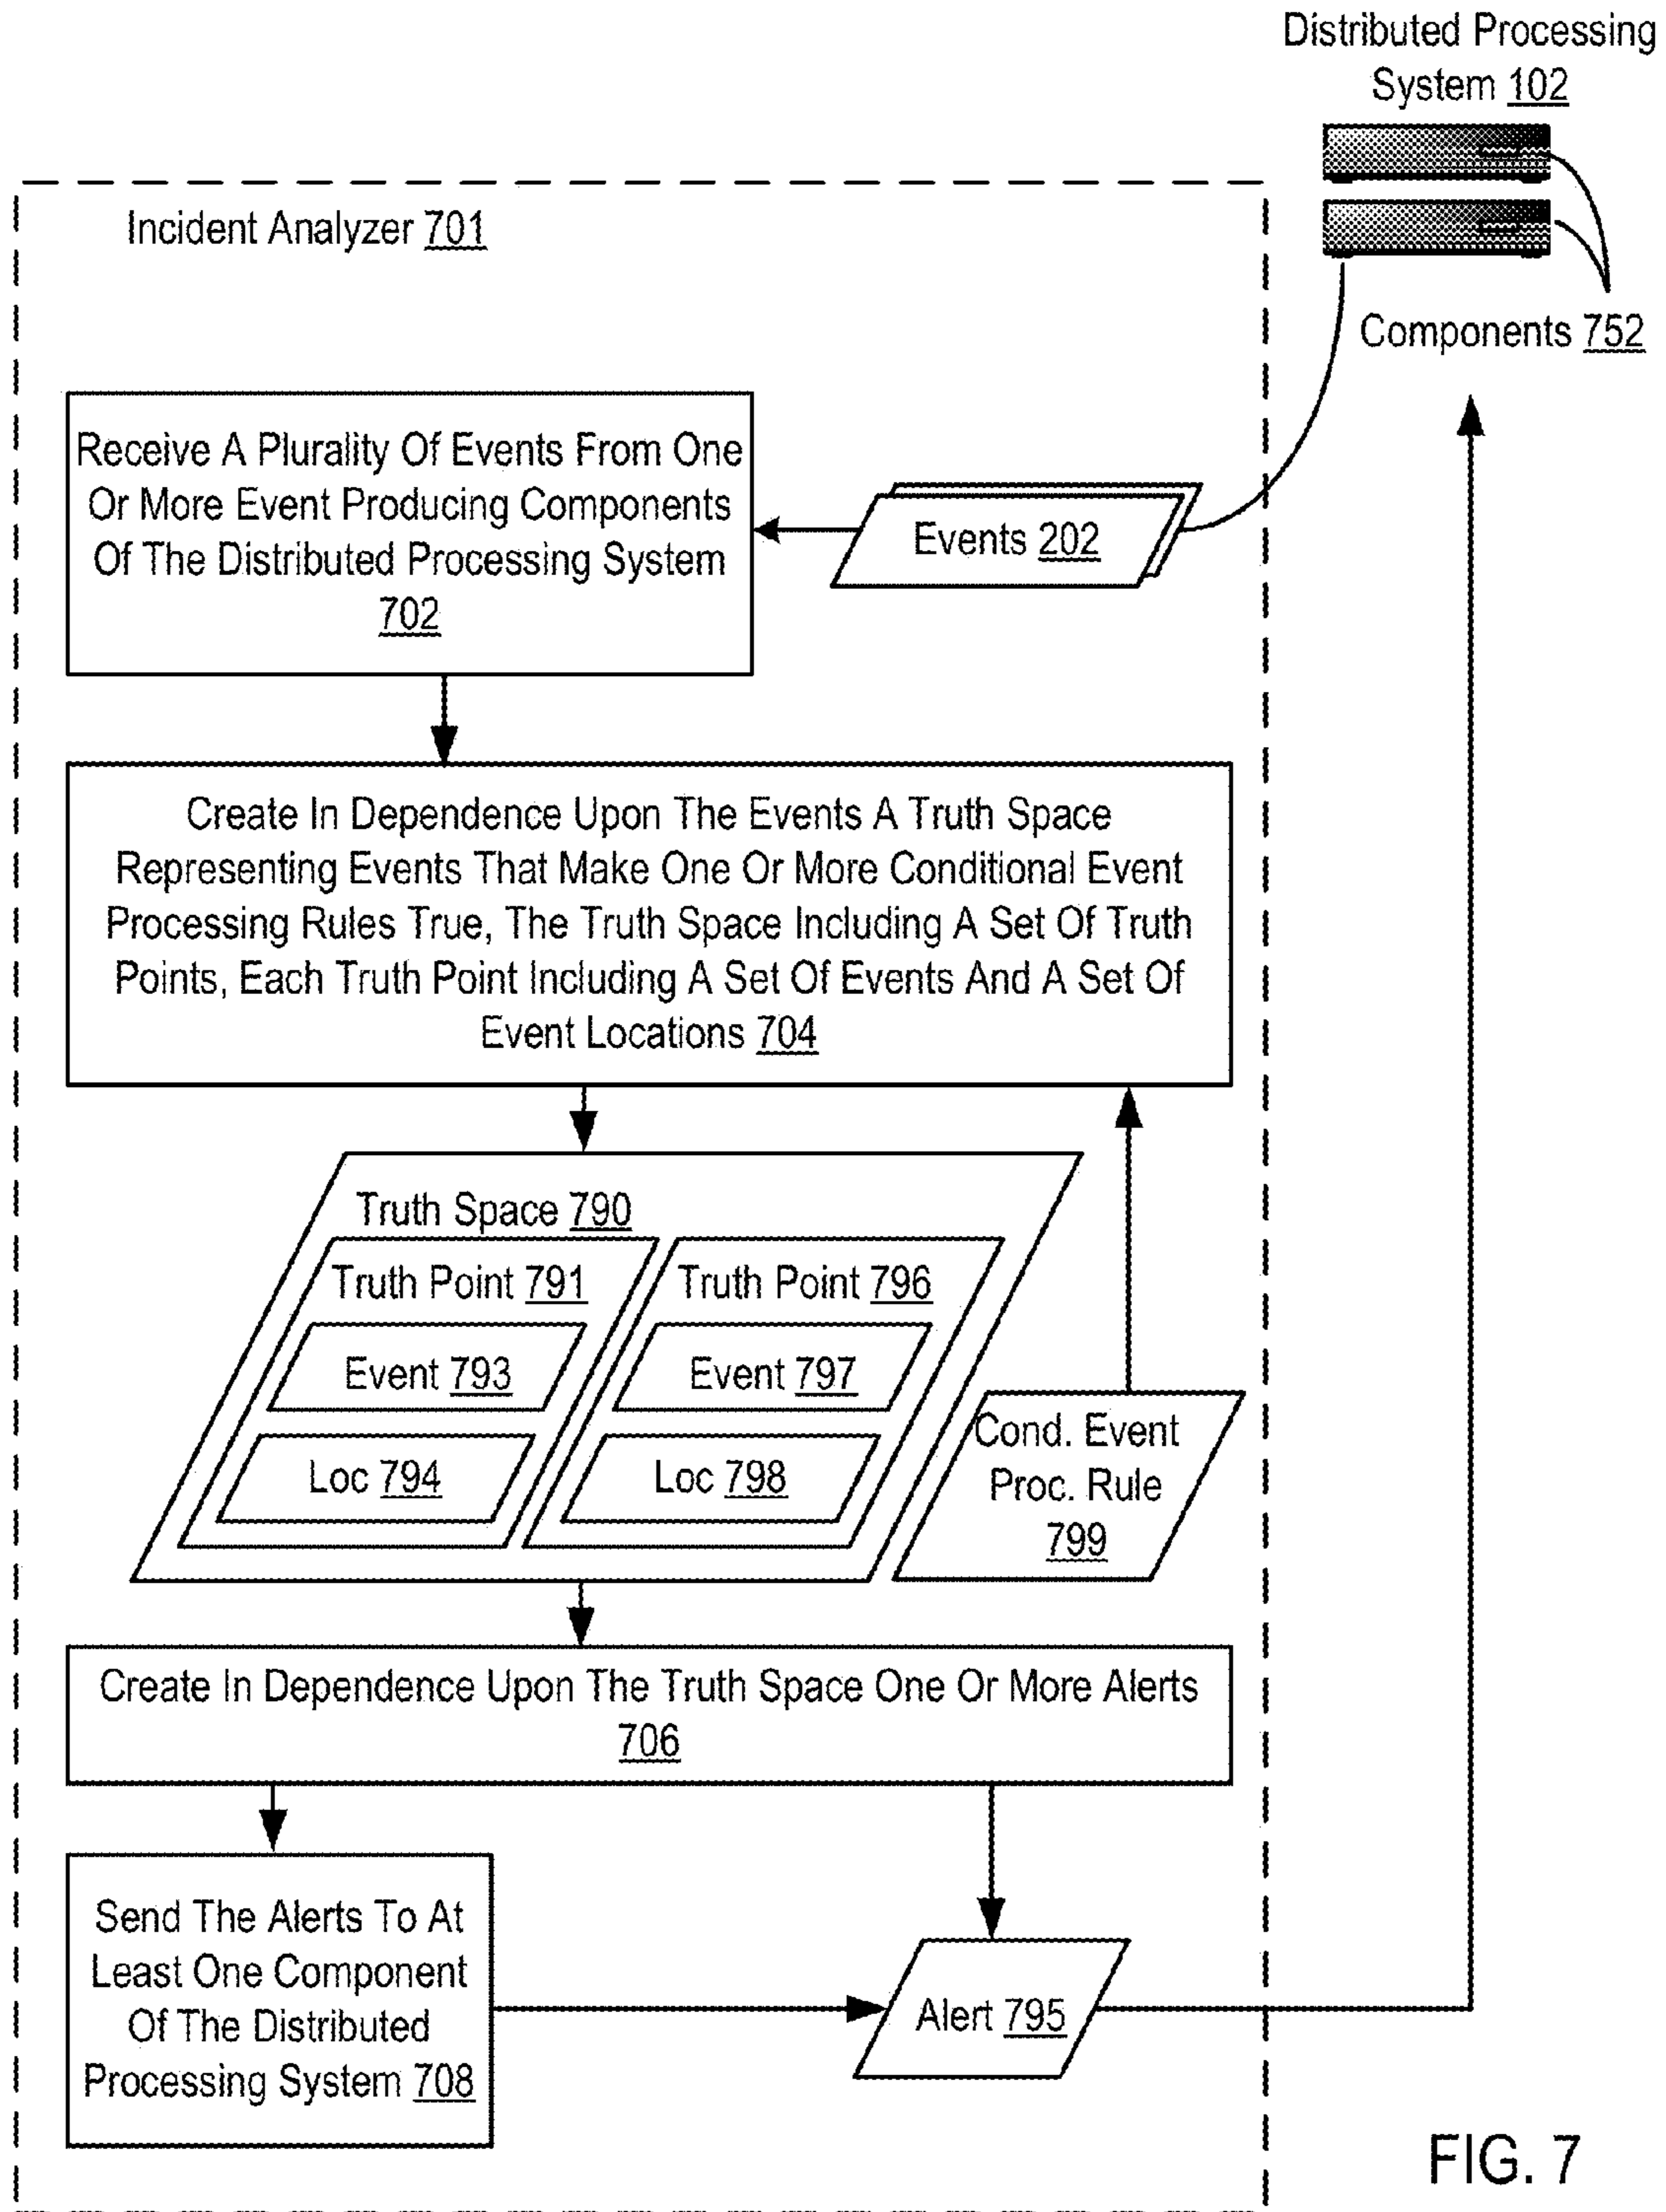 Distributed Processing
System 102
Components 752
Incident Analyzer 701
Receive A Plurality Of Events From One
Or More Event Producing Components
Of The Distributed Processing System
702
Events 202
Create In Dependence Upon The Events A Truth Space
Representing Events That Make One Or More Conditional Event
Processing Rules True, The Truth Space Including A Set Of Truth
Points, Each Truth Point Including A Set Of Events And A Set Of
Event Locations 704
Truth Space 790
Truth Point 791
Event 793
Loc 794
Truth Point 796
Event 797
Loc 798
Cond. Event
Proc. Rule
799
Create In Dependence Upon The Truth Space One Or More Alerts
706
Send The Alerts To At
Least One Component
Of The Distributed
Processing System 708
Alert 795
FIG. 7